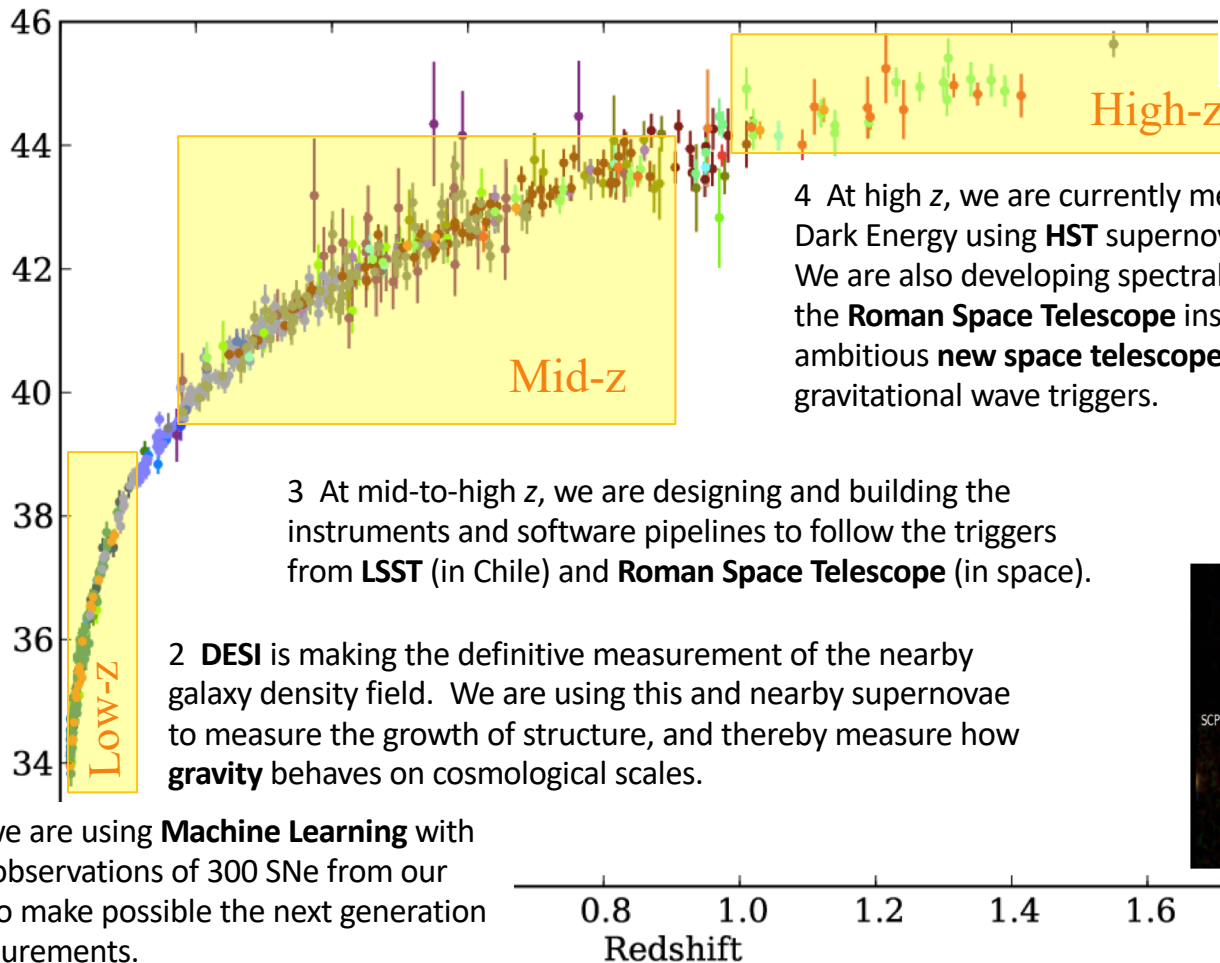 46
44
42
40
38
36
34
High-z
Mid-z
Low-z
4 At high z, we are currently me
Dark Energy using HST supernov
We are also developing spectral
the Roman Space Telescope ins
ambitious new space telescope
gravitational wave triggers.
3 At mid-to-high z, we are designing and building the
instruments and software pipelines to follow the triggers
from LSST (in Chile) and Roman Space Telescope (in space).
2 DESI is making the definitive measurement of the nearby
galaxy density field. We are using this and nearby supernovae
to measure the growth of structure, and thereby measure how
gravity behaves on cosmological scales.
SCP
we are using Machine Learning with
observations of 300 SNe from our
o make possible the next generation
urements.
0.8 1.0 1.2 1.4 1.6
Redshift